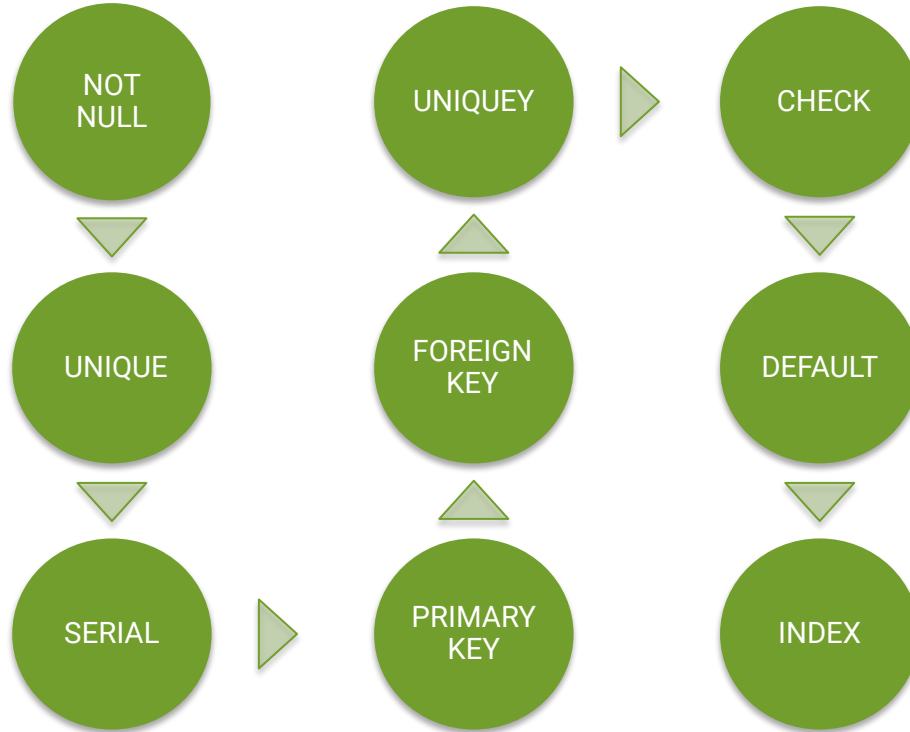 NOT
NULL
UNIQUE
SERIAL
PRIMARY
KEY
FOREIGN
KEY
UNIQUEY
CHECK
DEFAULT
INDEX